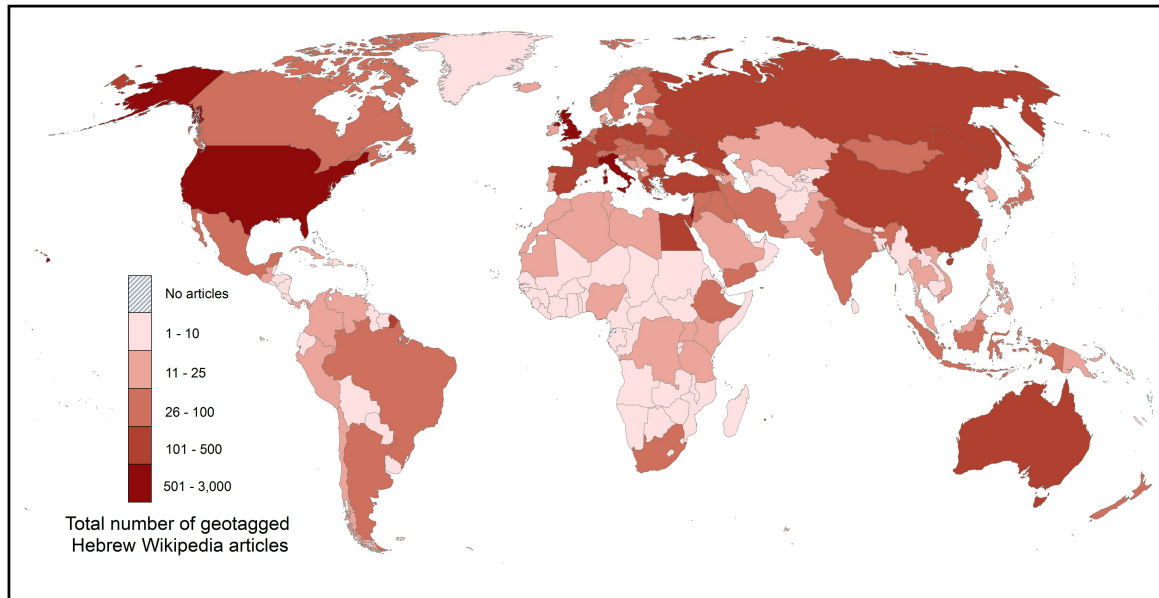 No articles
1 - 10
11 - 25
26 - 100
101 - 500
501 - 3,000
Total number of geotagged
Hebrew Wikipedia articles